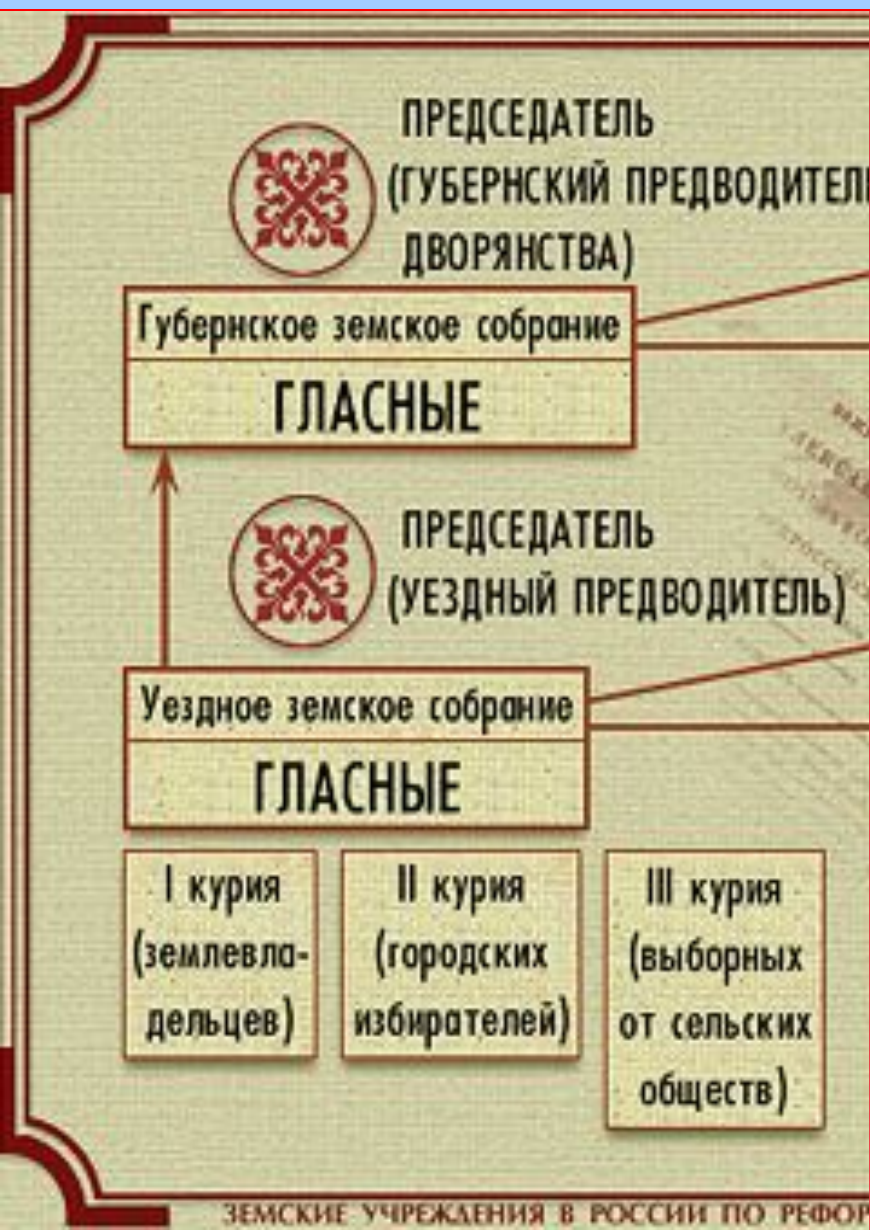 ПРЕДСЕДАТЕЛЬ
(ГУБЕРНСКИЙ ПРЕДВОДИТЕЛЬ
ДВОРЯНСТВА)
Губернское земское собрание
ГЛАСНЫЕ
ПРЕДСЕДАТЕЛЬ
(УЕЗДНЫЙ ПРЕДВОДИТЕЛЬ)
Уездное земское собрание
ГЛАСНЫЕ
I курия
(землевла-
дельцев)
II курия
(городских
избирателей)
III курия
(выборных
от сельских
обществ)
ЗЕМСКИЕ УЧРЕЖДЕНИЯ В РОССИИ ПО РЕФОР